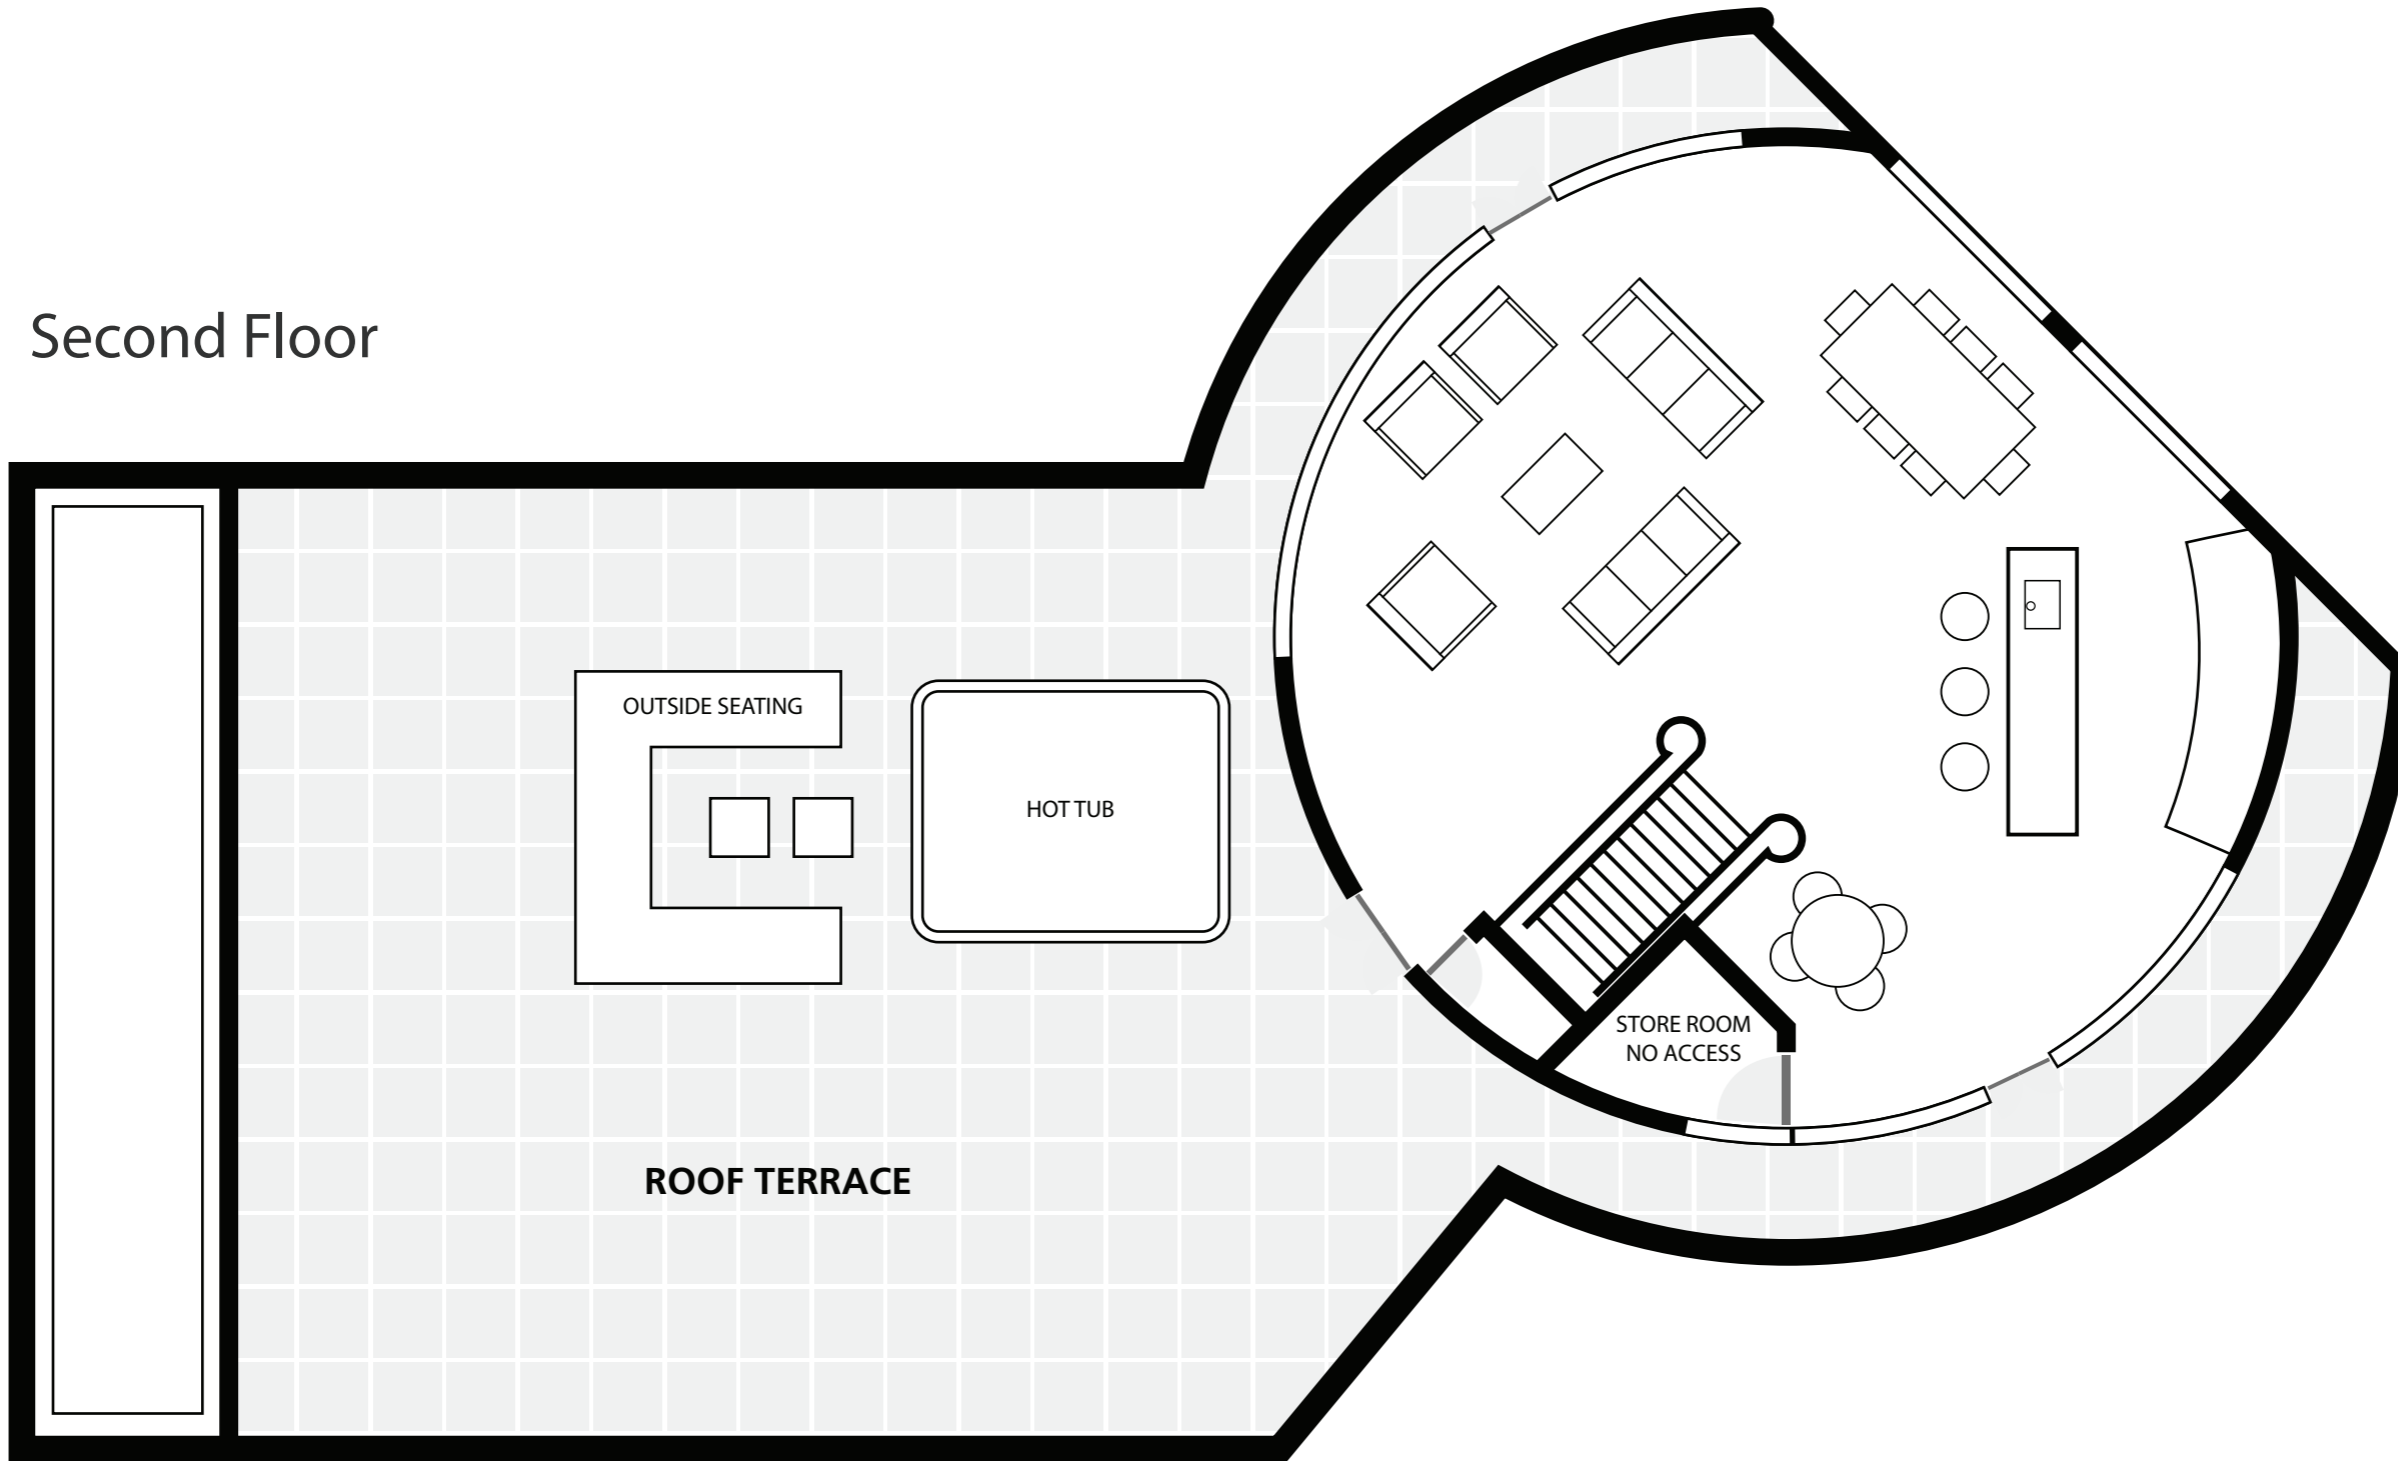 Second Floor
OUTSIDE SEATING
HOT TUB
STORE ROOM
NO ACCESS
ROOF TERRACE